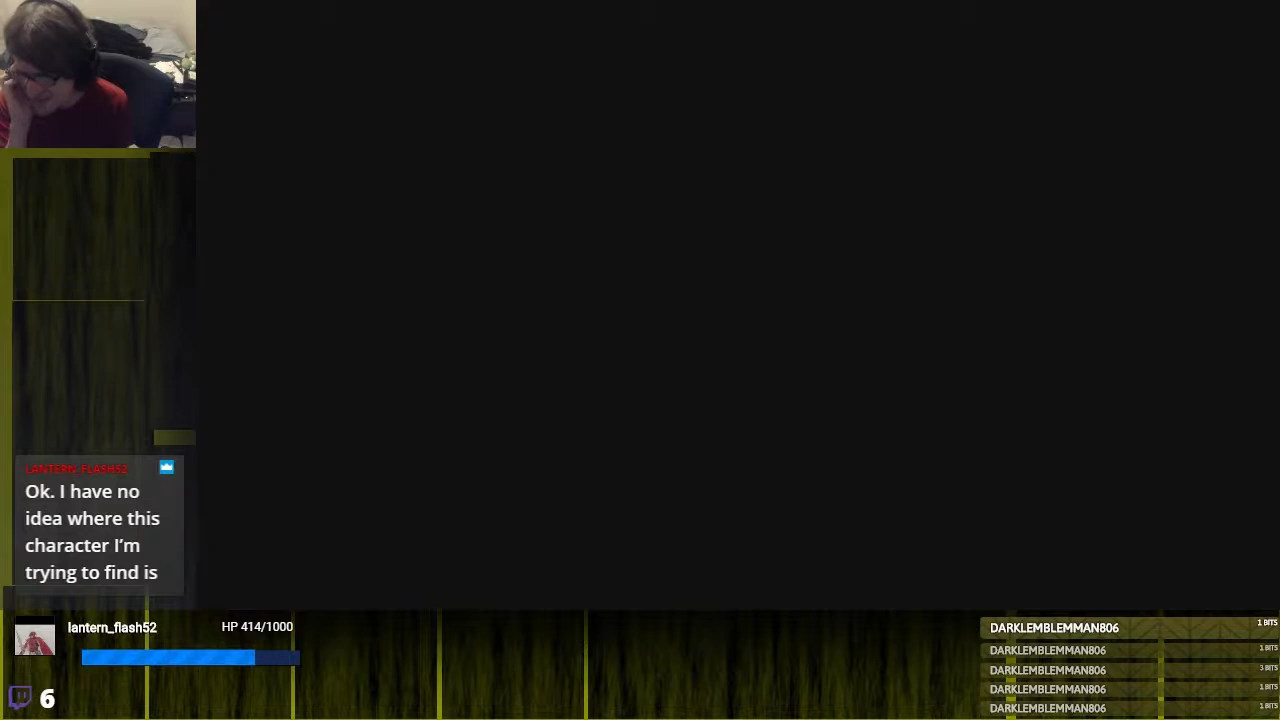 LANTERN_FLASH52
Ok. I have no
idea where this
character I’m
trying to find is
lantern_flash52 HP 414/1000
6
DARKLEMBLEMMAN806 1 BITS
DARKLEMBLEMMAN806 1 BITS
DARKLEMBLEMMAN806 3 BITS
DARKLEMBLEMMAN806 1 BITS
DARKLEMBLEMMAN806 1 BITS